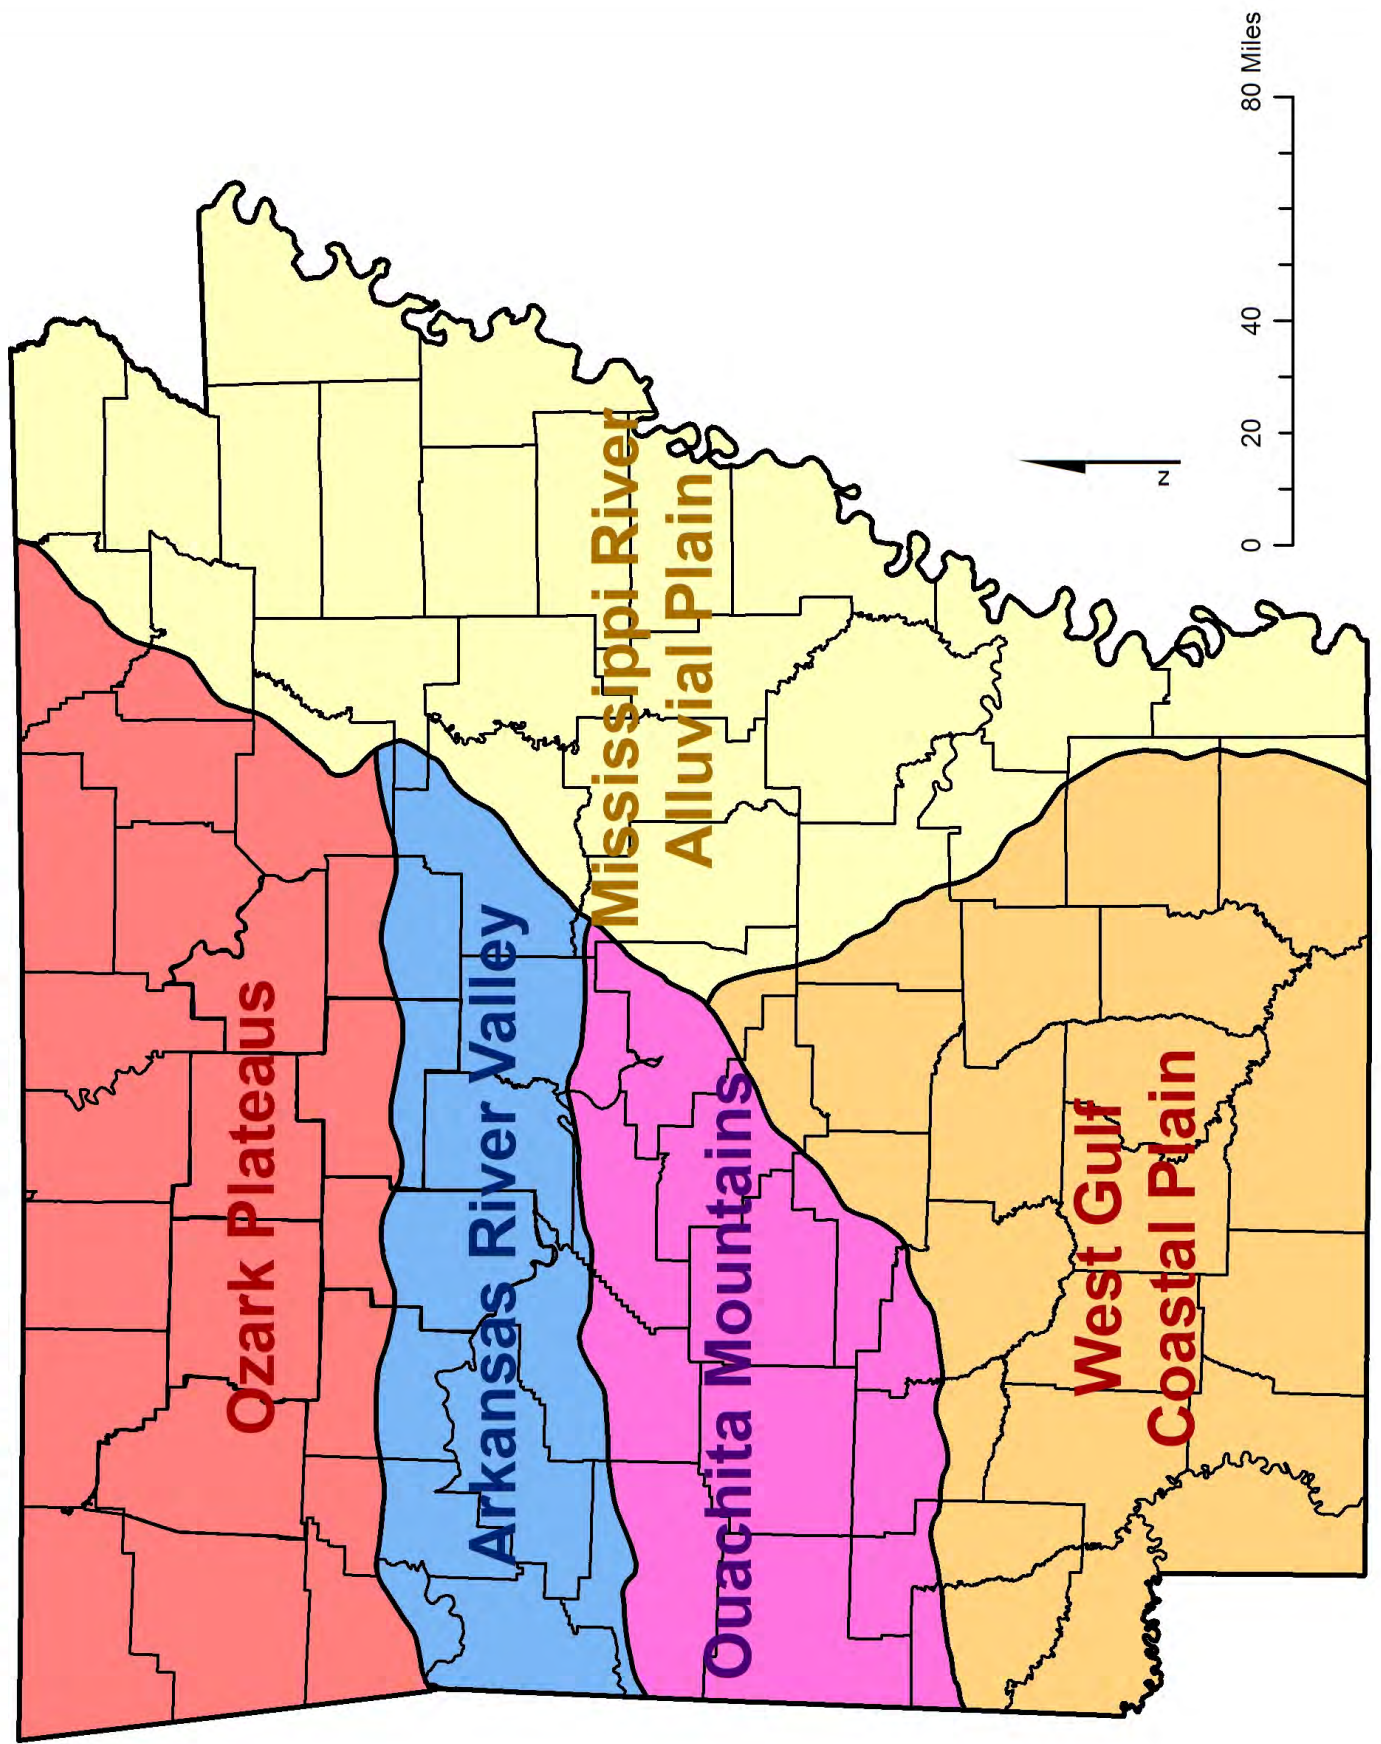 Ozark Plateaus
Arkansas River Valley
Mississippi River
Alluvial Plain
Ouachita Mountains
West Gulf
Coastal Plain
N
0 20 40 80 Miles